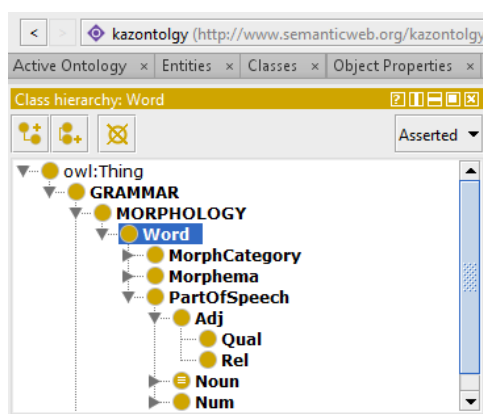 kazontolgy (http://www.semanticweb.org/kazontolgy
Active Ontology × Entities × Classes × Object Properties ×
Class hierarchy: Word
Asserted
owl:Thing
GRAMMAR
MORPHOLOGY
Word
MorphCategory
Morphema
PartOfSpeech
Adj
Qual
Rel
Noun
Num